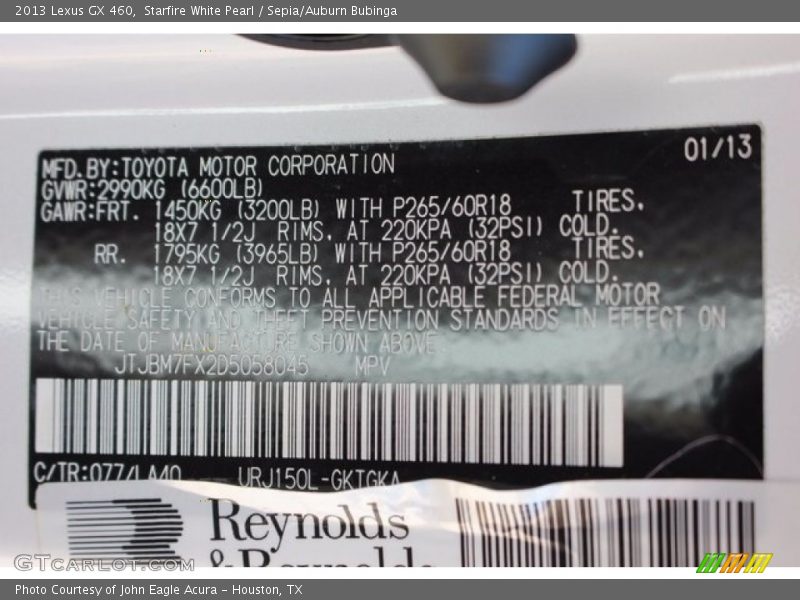 2013 Lexus GX 460, Starfire White Pearl / Sepia/Auburn Bubinga
01/13
MFD.BY:TOYOTA MOTOR CORPORATION
GVWR:2990KG (6600LB)
GAWR:FRT. 1450KG (3200LB) WITH P265/60R18 TIRES,
18X7 1/2J RIMS, AT 220KPA (32PSI) COLD.
RR. 1795KG (3965LB) WITH P265/60R18 TIRES,
18X7 1/2J RIMS, AT 220KPA (32PSI) COLD.
THIS VEHICLE CONFORMS TO ALL APPLICABLE FEDERAL MOTOR
VEHICLE SAFETY AND THEFT PREVENTION STANDARDS IN EFFECT ON
THE DATE OF MANUFACTURE SHOWN ABOVE.
JTJBM7FX2D5058045 MPV
C/TR:077/LA40 URJ150L-GKTGKA
Reynolds
&Reynolds
GTCARLOT.COM
Photo Courtesy of John Eagle Acura - Houston, TX